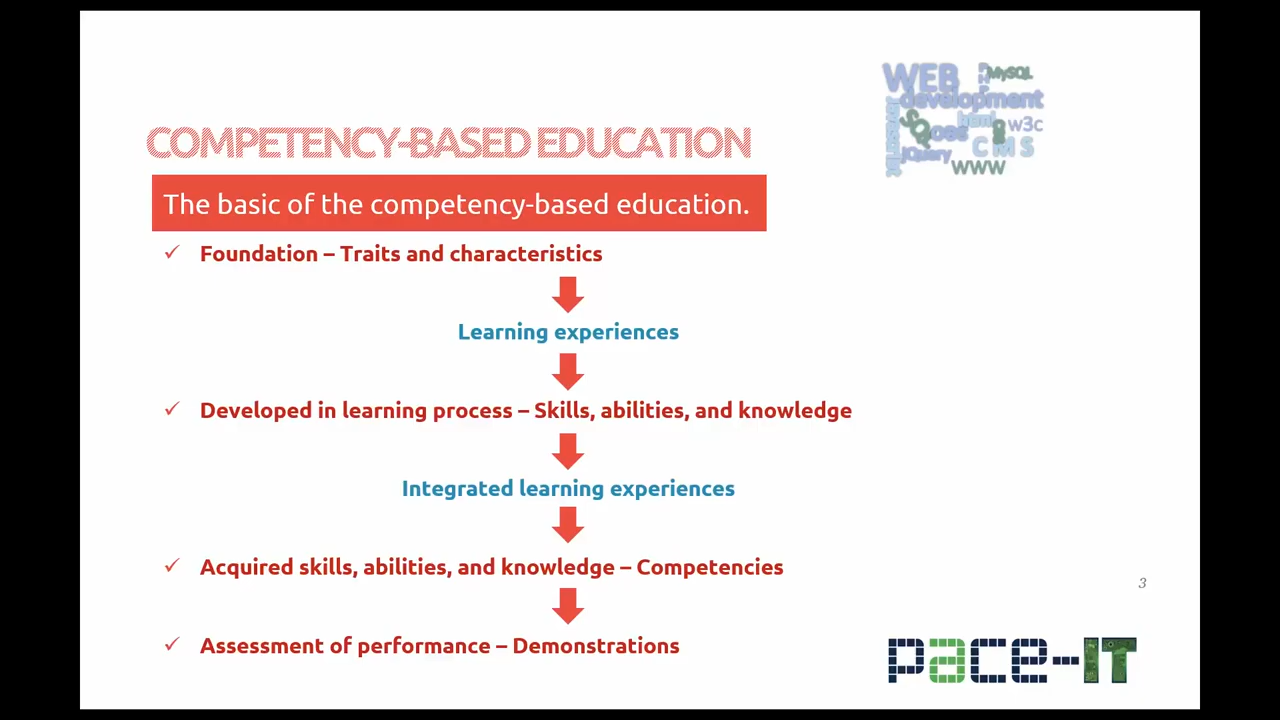 WEB
MySQL
development
html
w3c
CMS
jQuery
WWW
COMPETENCY-BASED EDUCATION
The basic of the competency-based education.
✓ Foundation – Traits and characteristics
Learning experiences
✓ Developed in learning process – Skills, abilities, and knowledge
Integrated learning experiences
✓ Acquired skills, abilities, and knowledge – Competencies
3
✓ Assessment of performance – Demonstrations
pace-IT